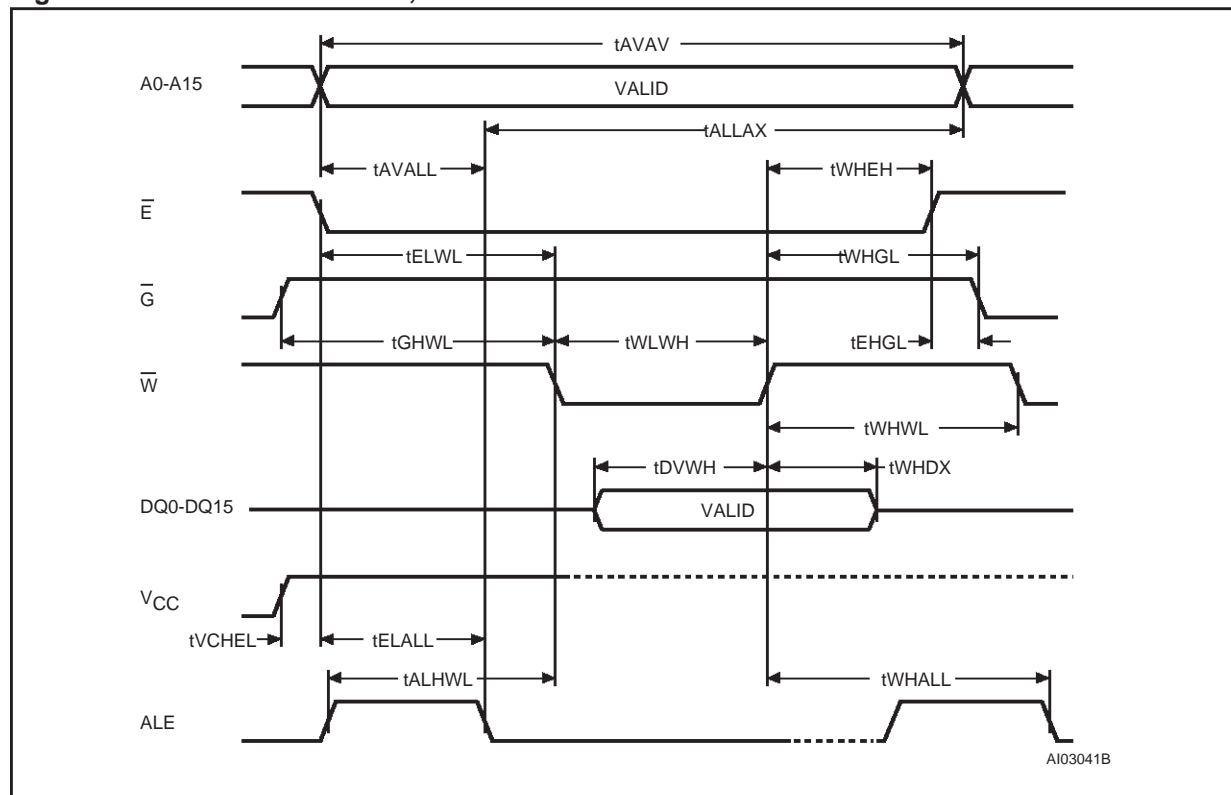 tAVAV
A0-A15
VALID
tALLAX
tAVALL
tWHEH
E
tELWL
tWHGL
G
tGHWL
tWLWH
tEHGL
W
tWHWL
tDVWH
tWHDX
DQ0-DQ15
VALID
VCC
tVCHEL
tELALL
tALHWL
tWHALL
ALE
AI03041B